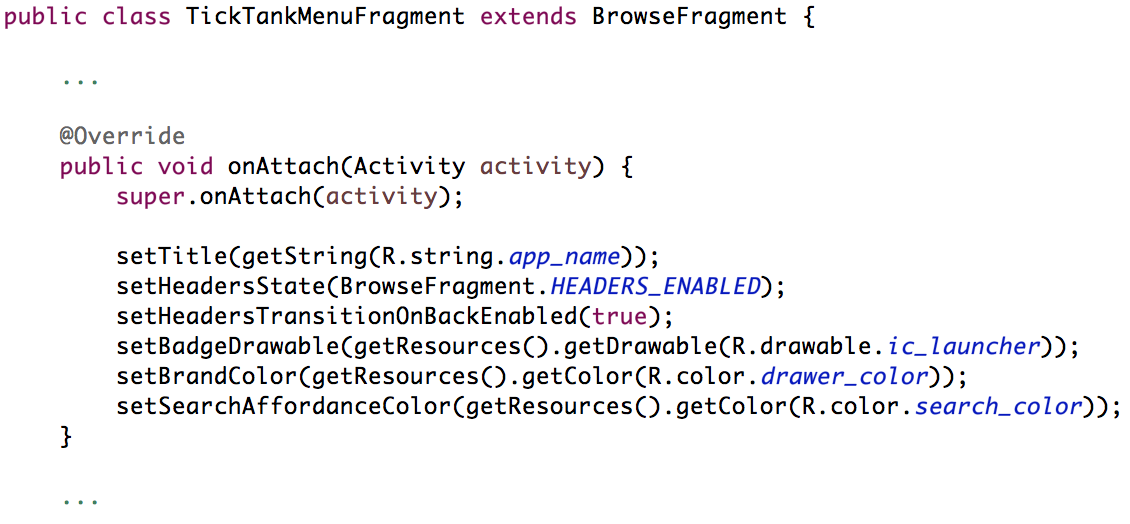 public class TickTankMenuFragment extends BrowseFragment {
...
@Override
public void onAttach(Activity activity) {
super.onAttach(activity);
setTitle(getString(R.string.app_name));
setHeadersState(BrowseFragment.HEADERS_ENABLED);
setHeadersTransitionOnBackEnabled(true);
setBadgeDrawable(getResources().getDrawable(R.drawable.ic_launcher));
setBrandColor(getResources().getColor(R.color.drawer_color));
setSearchAffordanceColor(getResources().getColor(R.color.search_color));
}
...